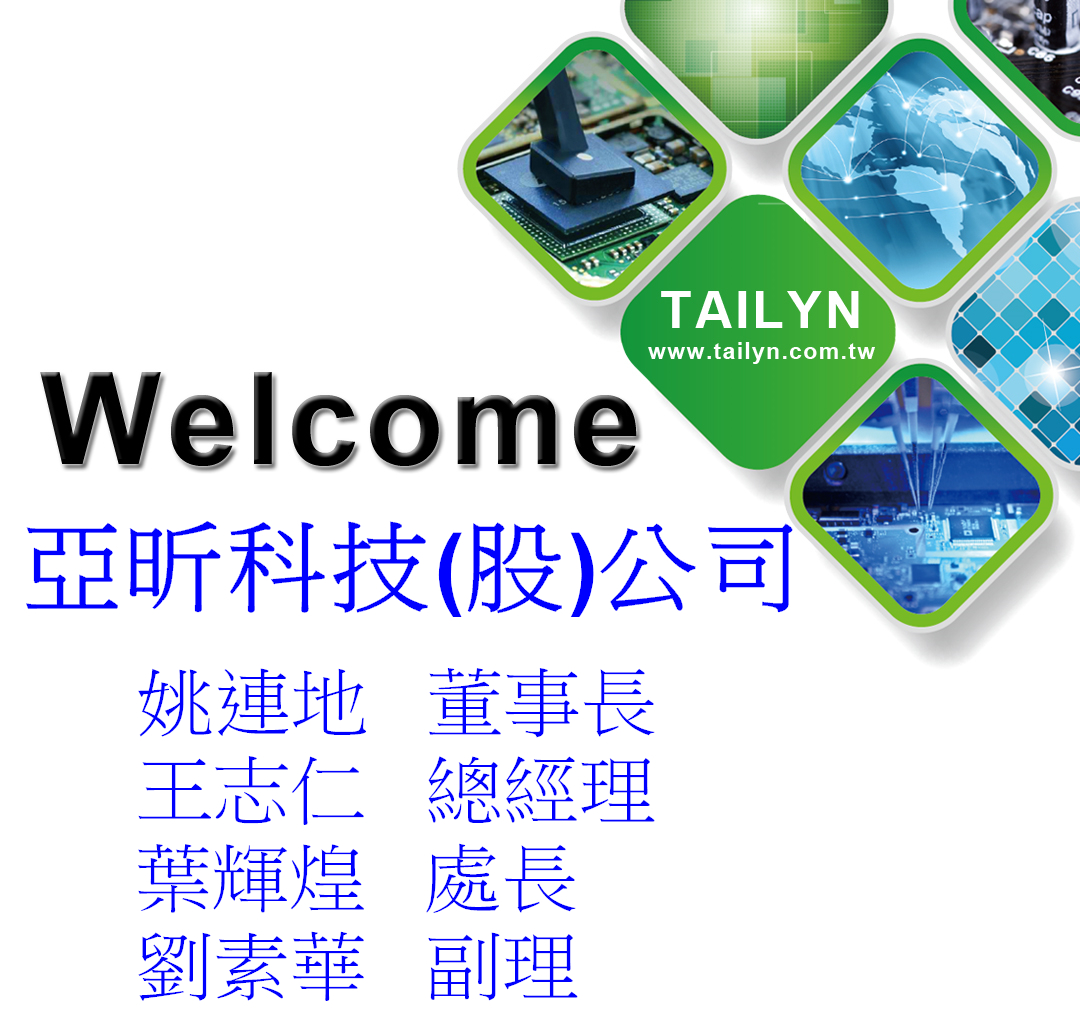 TAILYN
www.tailyn.com.tw
Welcome
亞昕科技(股)公司
姚連地 董事長
王志仁 總經理
葉輝煌 處長
劉素華 副理